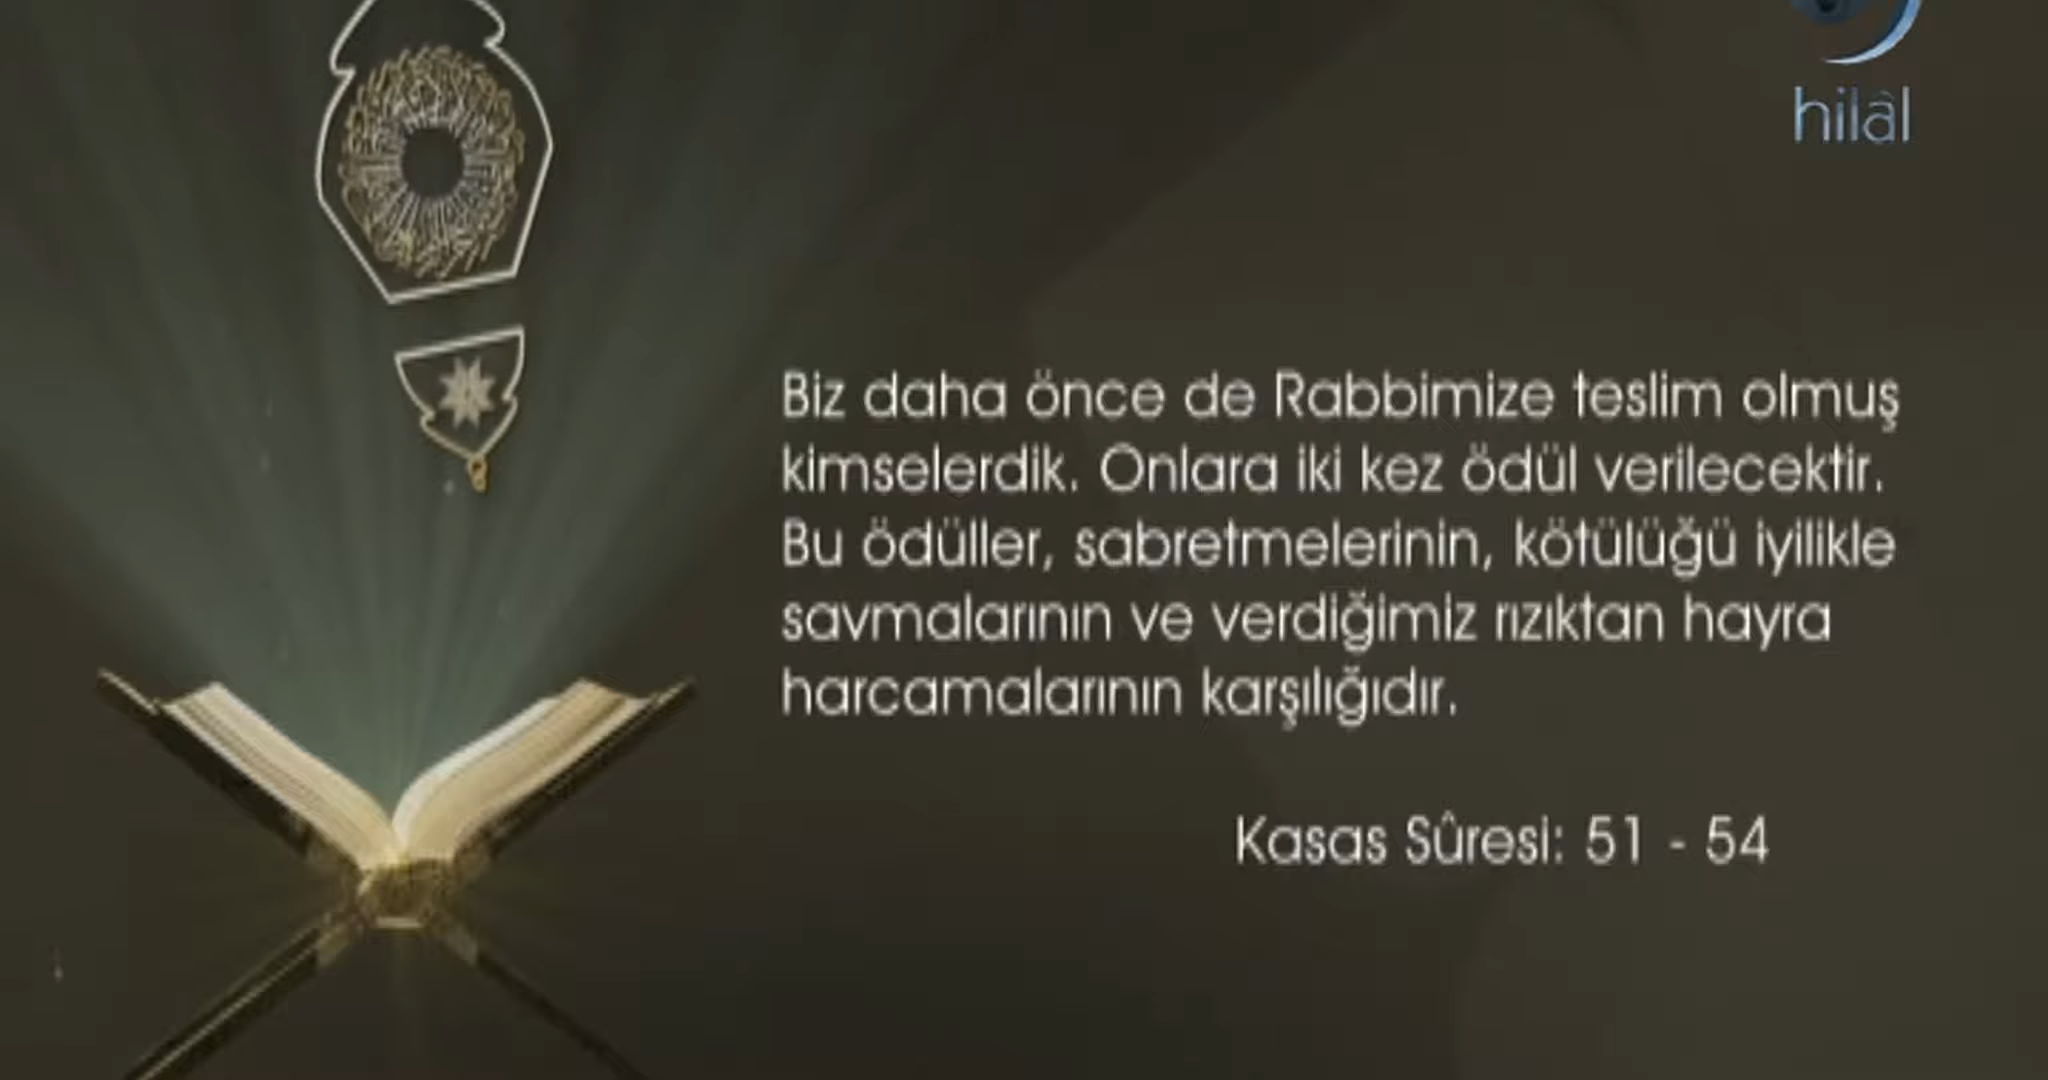 hilâl
Biz daha önce de Rabbimize teslim olmuş
kimselerdik. Onlara iki kez ödül verilecektir.
Bu ödüller, sabretmelerinin, kötülüğü iyilikle
savmalarının ve verdiğimiz rızıktan hayra
harcamalarının karşılığıdır.
Kasas Sûresi: 51 - 54